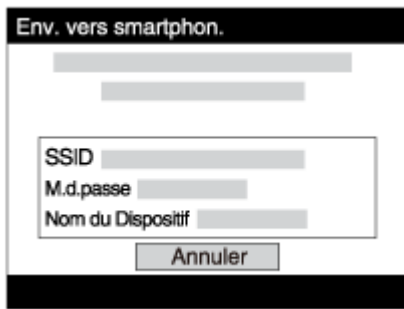 Env. vers smartphon.
SSID
M.d.passe
Nom du Dispositif
Annuler